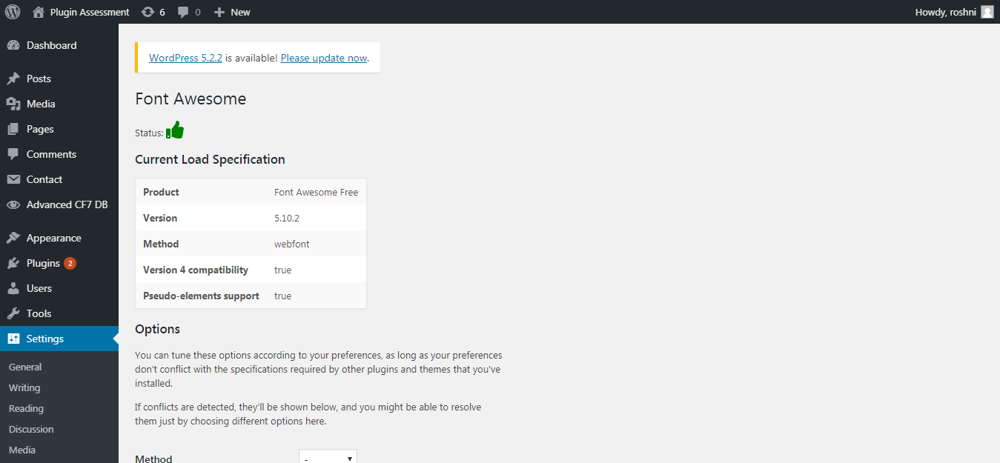 Plugin Assessment 6 0 New Howdy, roshni
Dashboard
Posts
Media
Pages
Comments
Contact
Advanced CF7 DB
Appearance
Plugins 2
Users
Tools
Settings
General
Writing
Reading
Discussion
Media
WordPress 5.2.2 is available! Please update now.
Font Awesome
Status:
Current Load Specification
Product Font Awesome Free
Version 5.10.2
Method webfont
Version 4 compatibility true
Pseudo-elements support true
Options
You can tune these options according to your preferences, as long as your preferences
don't conflict with the specifications required by other plugins and themes that you've
installed.
If conflicts are detected, they'll be shown below, and you might be able to resolve
them just by choosing different options here.
Method -